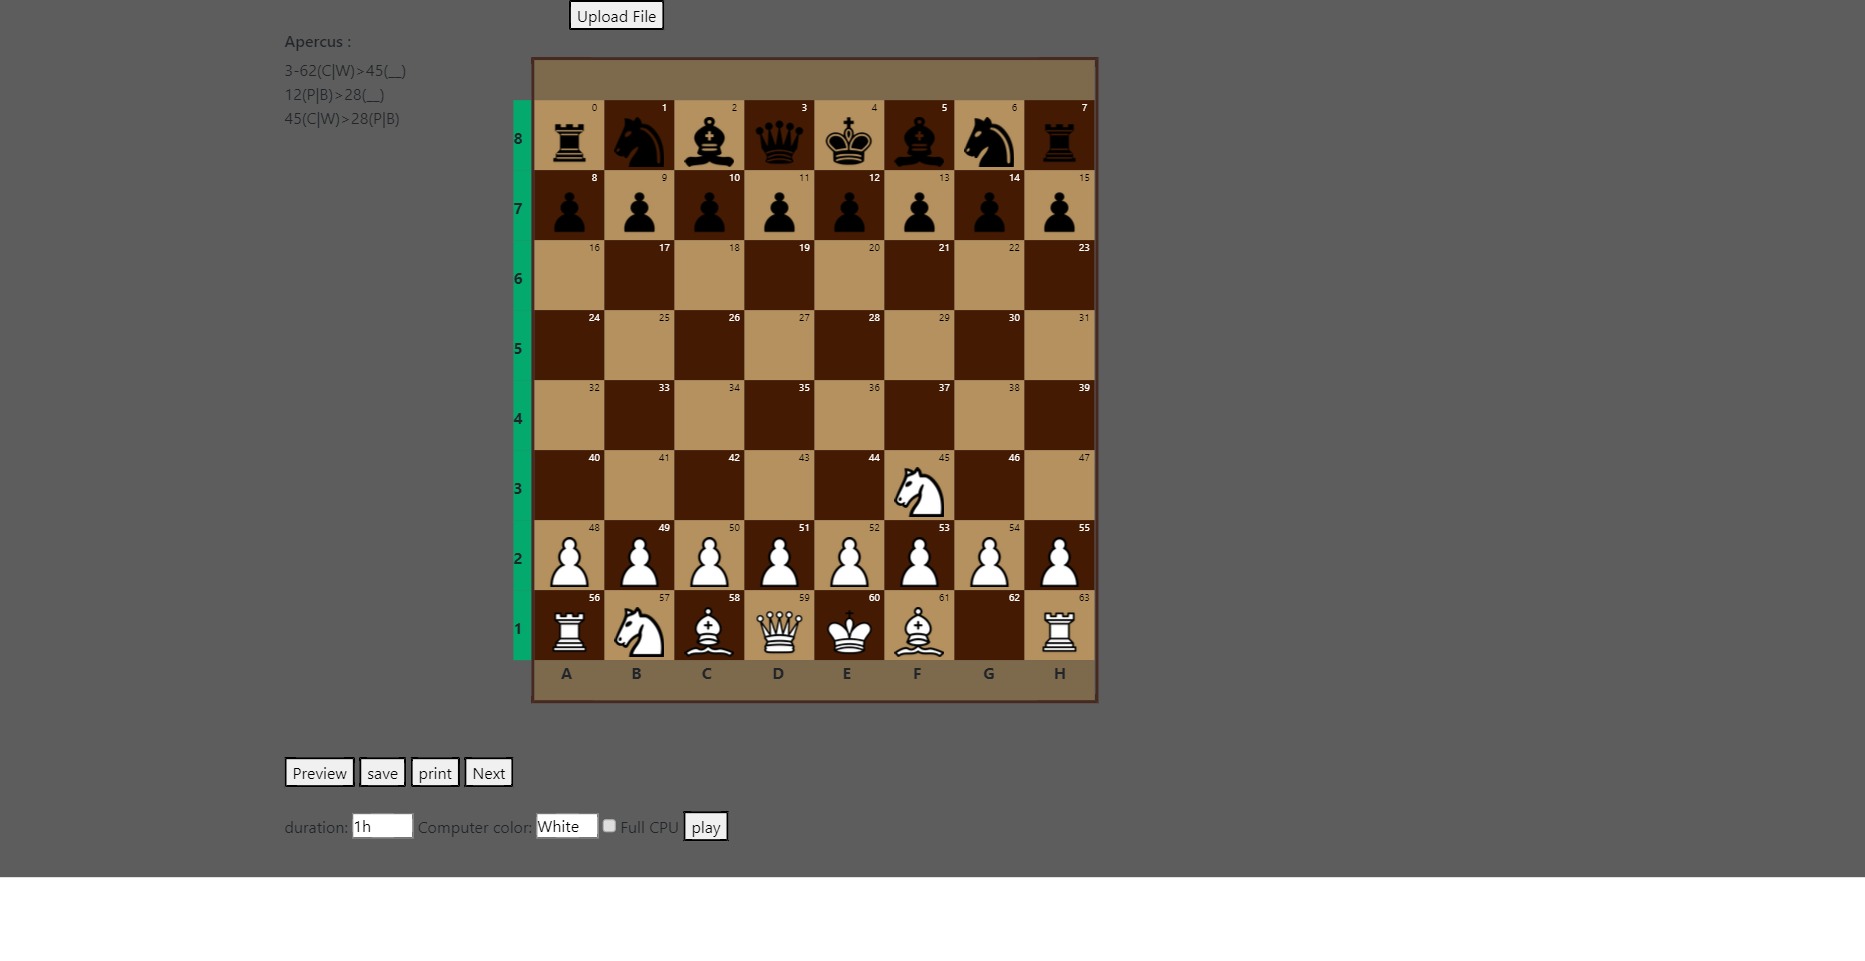 Upload File
Apercus :
3-62(C|W)>45(__)
12(P|B)>28(__)
45(C|W)>28(P|B)
0 1 2 3 4 5 6 7
8
8 9 10 11 12 13 14 15
7
16 17 18 19 20 21 22 23
6
24 25 26 27 28 29 30 31
5
32 33 34 35 36 37 38 39
4
40 41 42 43 44 45 46 47
3
48 49 50 51 52 53 54 55
2
56 57 58 59 60 61 62 63
1
A B C D E F G H
Preview save print Next
duration: 1h Computer color: White Full CPU play